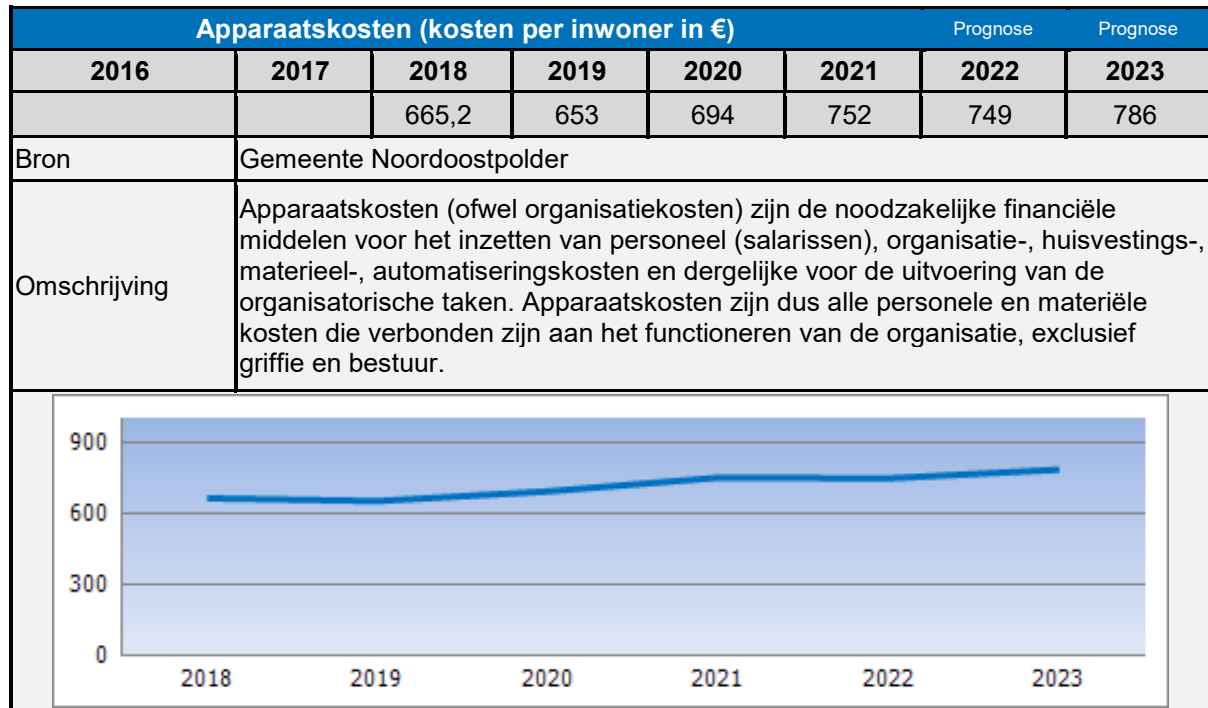 Apparaatskosten (kosten per inwoner in €) Prognose Prognose
2016 2017 2018 2019 2020 2021 2022 2023
665,2 653 694 752 749 786
Bron Gemeente Noordoostpolder
Omschrijving
Apparaatskosten (ofwel organisatiekosten) zijn de noodzakelijke financiële
middelen voor het inzetten van personeel (salarissen), organisatie-, huisvestings-,
materieel-, automatiseringskosten en dergelijke voor de uitvoering van de
organisatorische taken. Apparaatskosten zijn dus alle personele en materiële
kosten die verbonden zijn aan het functioneren van de organisatie, exclusief
griffie en bestuur.
900
600
300
0
2018 2019 2020 2021 2022 2023